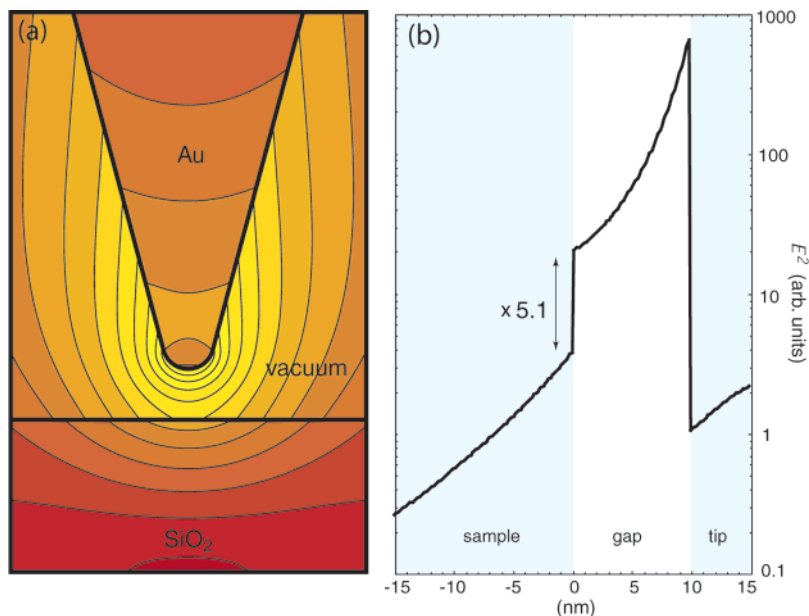 (a)
Au
vacuum
SiO₂
(b)
1000
100
10
1
0.1
E² (arb. units)
x 5.1
sample
gap
tip
-15 -10 -5 0 5 10 15
(nm)